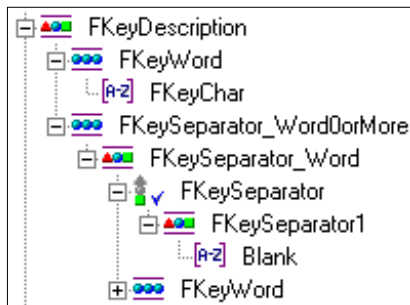 FKeyDescription
FKeyWord
[A-Z] FKeyChar
FKeySeparator_Word0orMore
FKeySeparator_Word
FKeySeparator
FKeySeparator1
[A-Z] Blank
FKeyWord